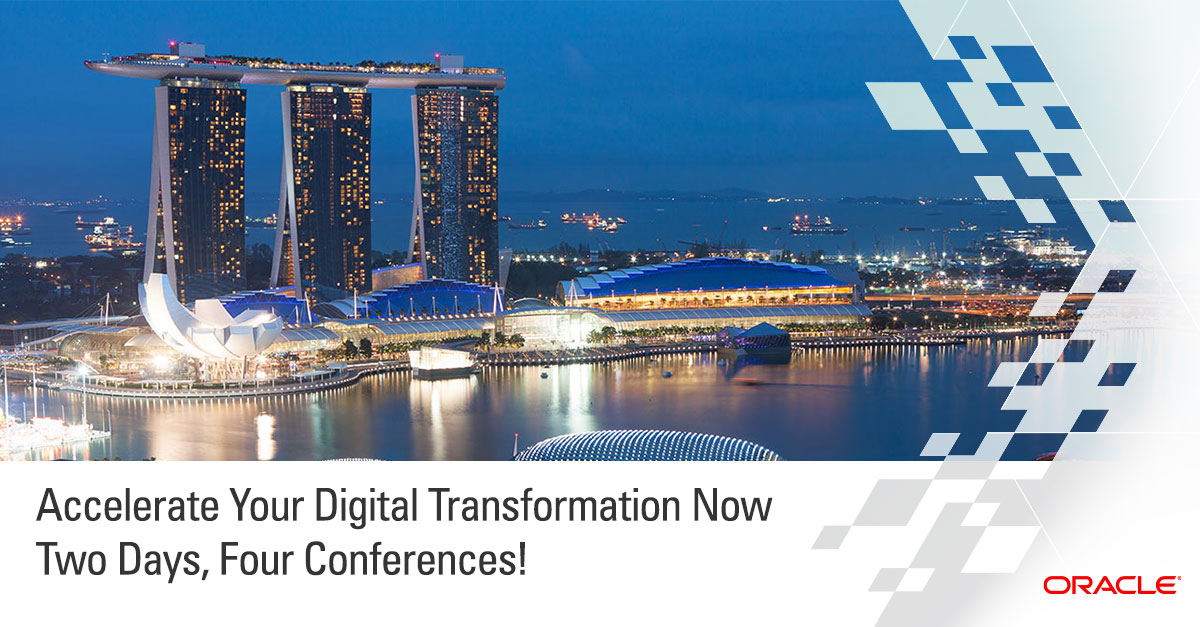 Accelerate Your Digital Transformation Now
Two Days, Four Conferences!
ORACLE®